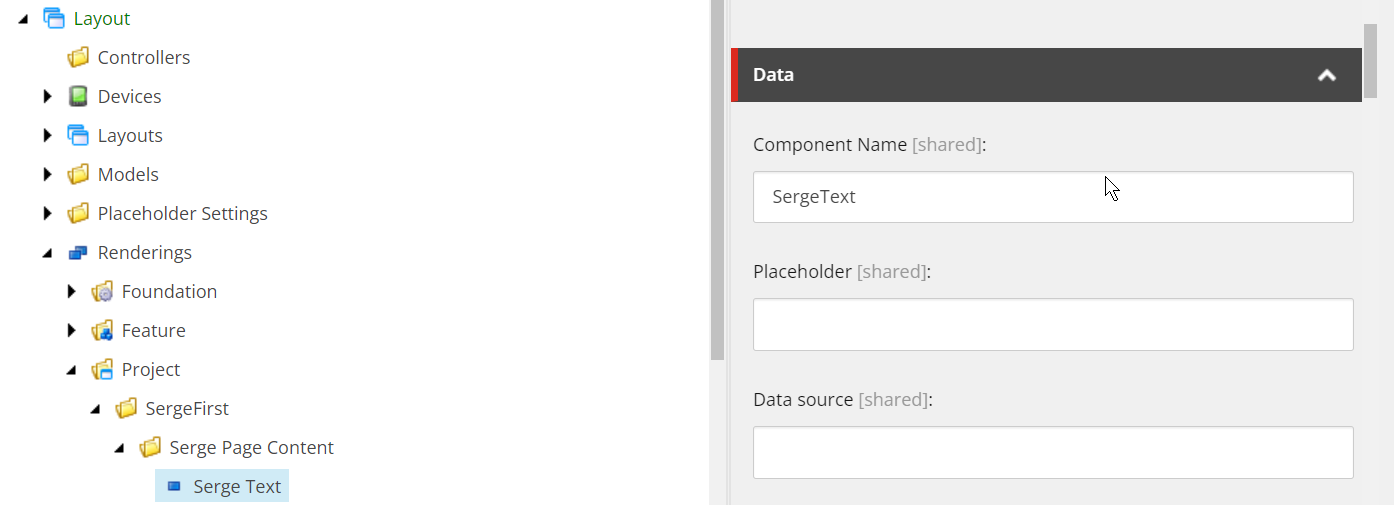 Layout
Controllers
Devices
Layouts
Models
Placeholder Settings
Renderings
Foundation
Feature
Project
SergeFirst
Serge Page Content
Serge Text
Data
Component Name [shared]:
SergeText
Placeholder [shared]:
Data source [shared]: